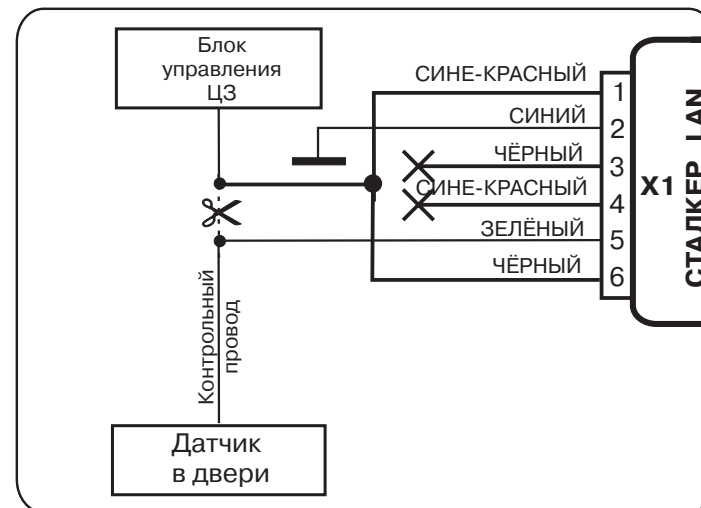 Блок
управления
ЦЗ
СИНЕ-КРАСНЫЙ
1
СИНИЙ
2
ЧЁРНЫЙ
3
СИНЕ-КРАСНЫЙ
4
ЗЕЛЁНЫЙ
5
ЧЁРНЫЙ
6
X1
СТАЛКЕР LAN
Контрольный
провод
Датчик
в двери